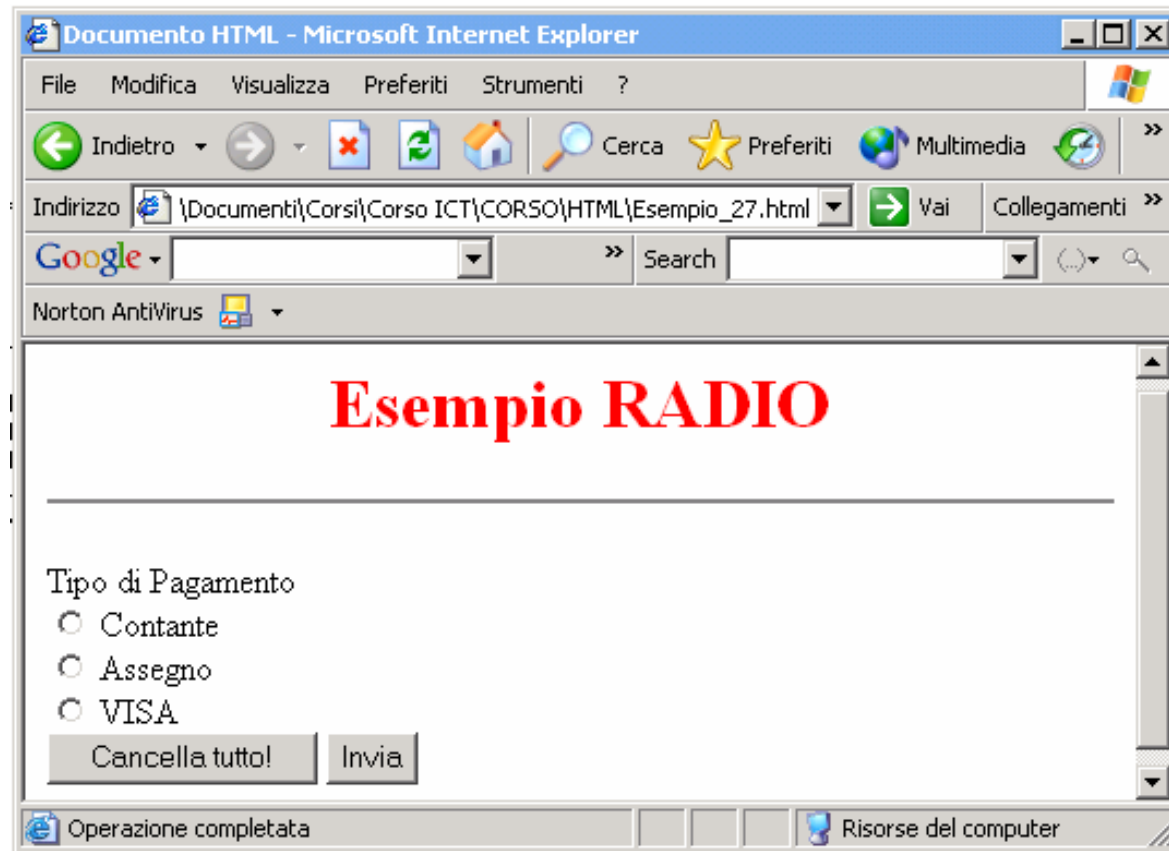 Documento HTML - Microsoft Internet Explorer
File Modifica Visualizza Preferiti Strumenti ?
Indietro Cerca Preferiti Multimedia »
Indirizzo \Documenti\Corsi\Corso ICT\CORSO\HTML\Esempio_27.html Vai Collegamenti »
Google » Search (...)
Norton AntiVirus
Esempio RADIO
Tipo di Pagamento
Contante
Assegno
VISA
Cancella tutto! Invia
Operazione completata Risorse del computer